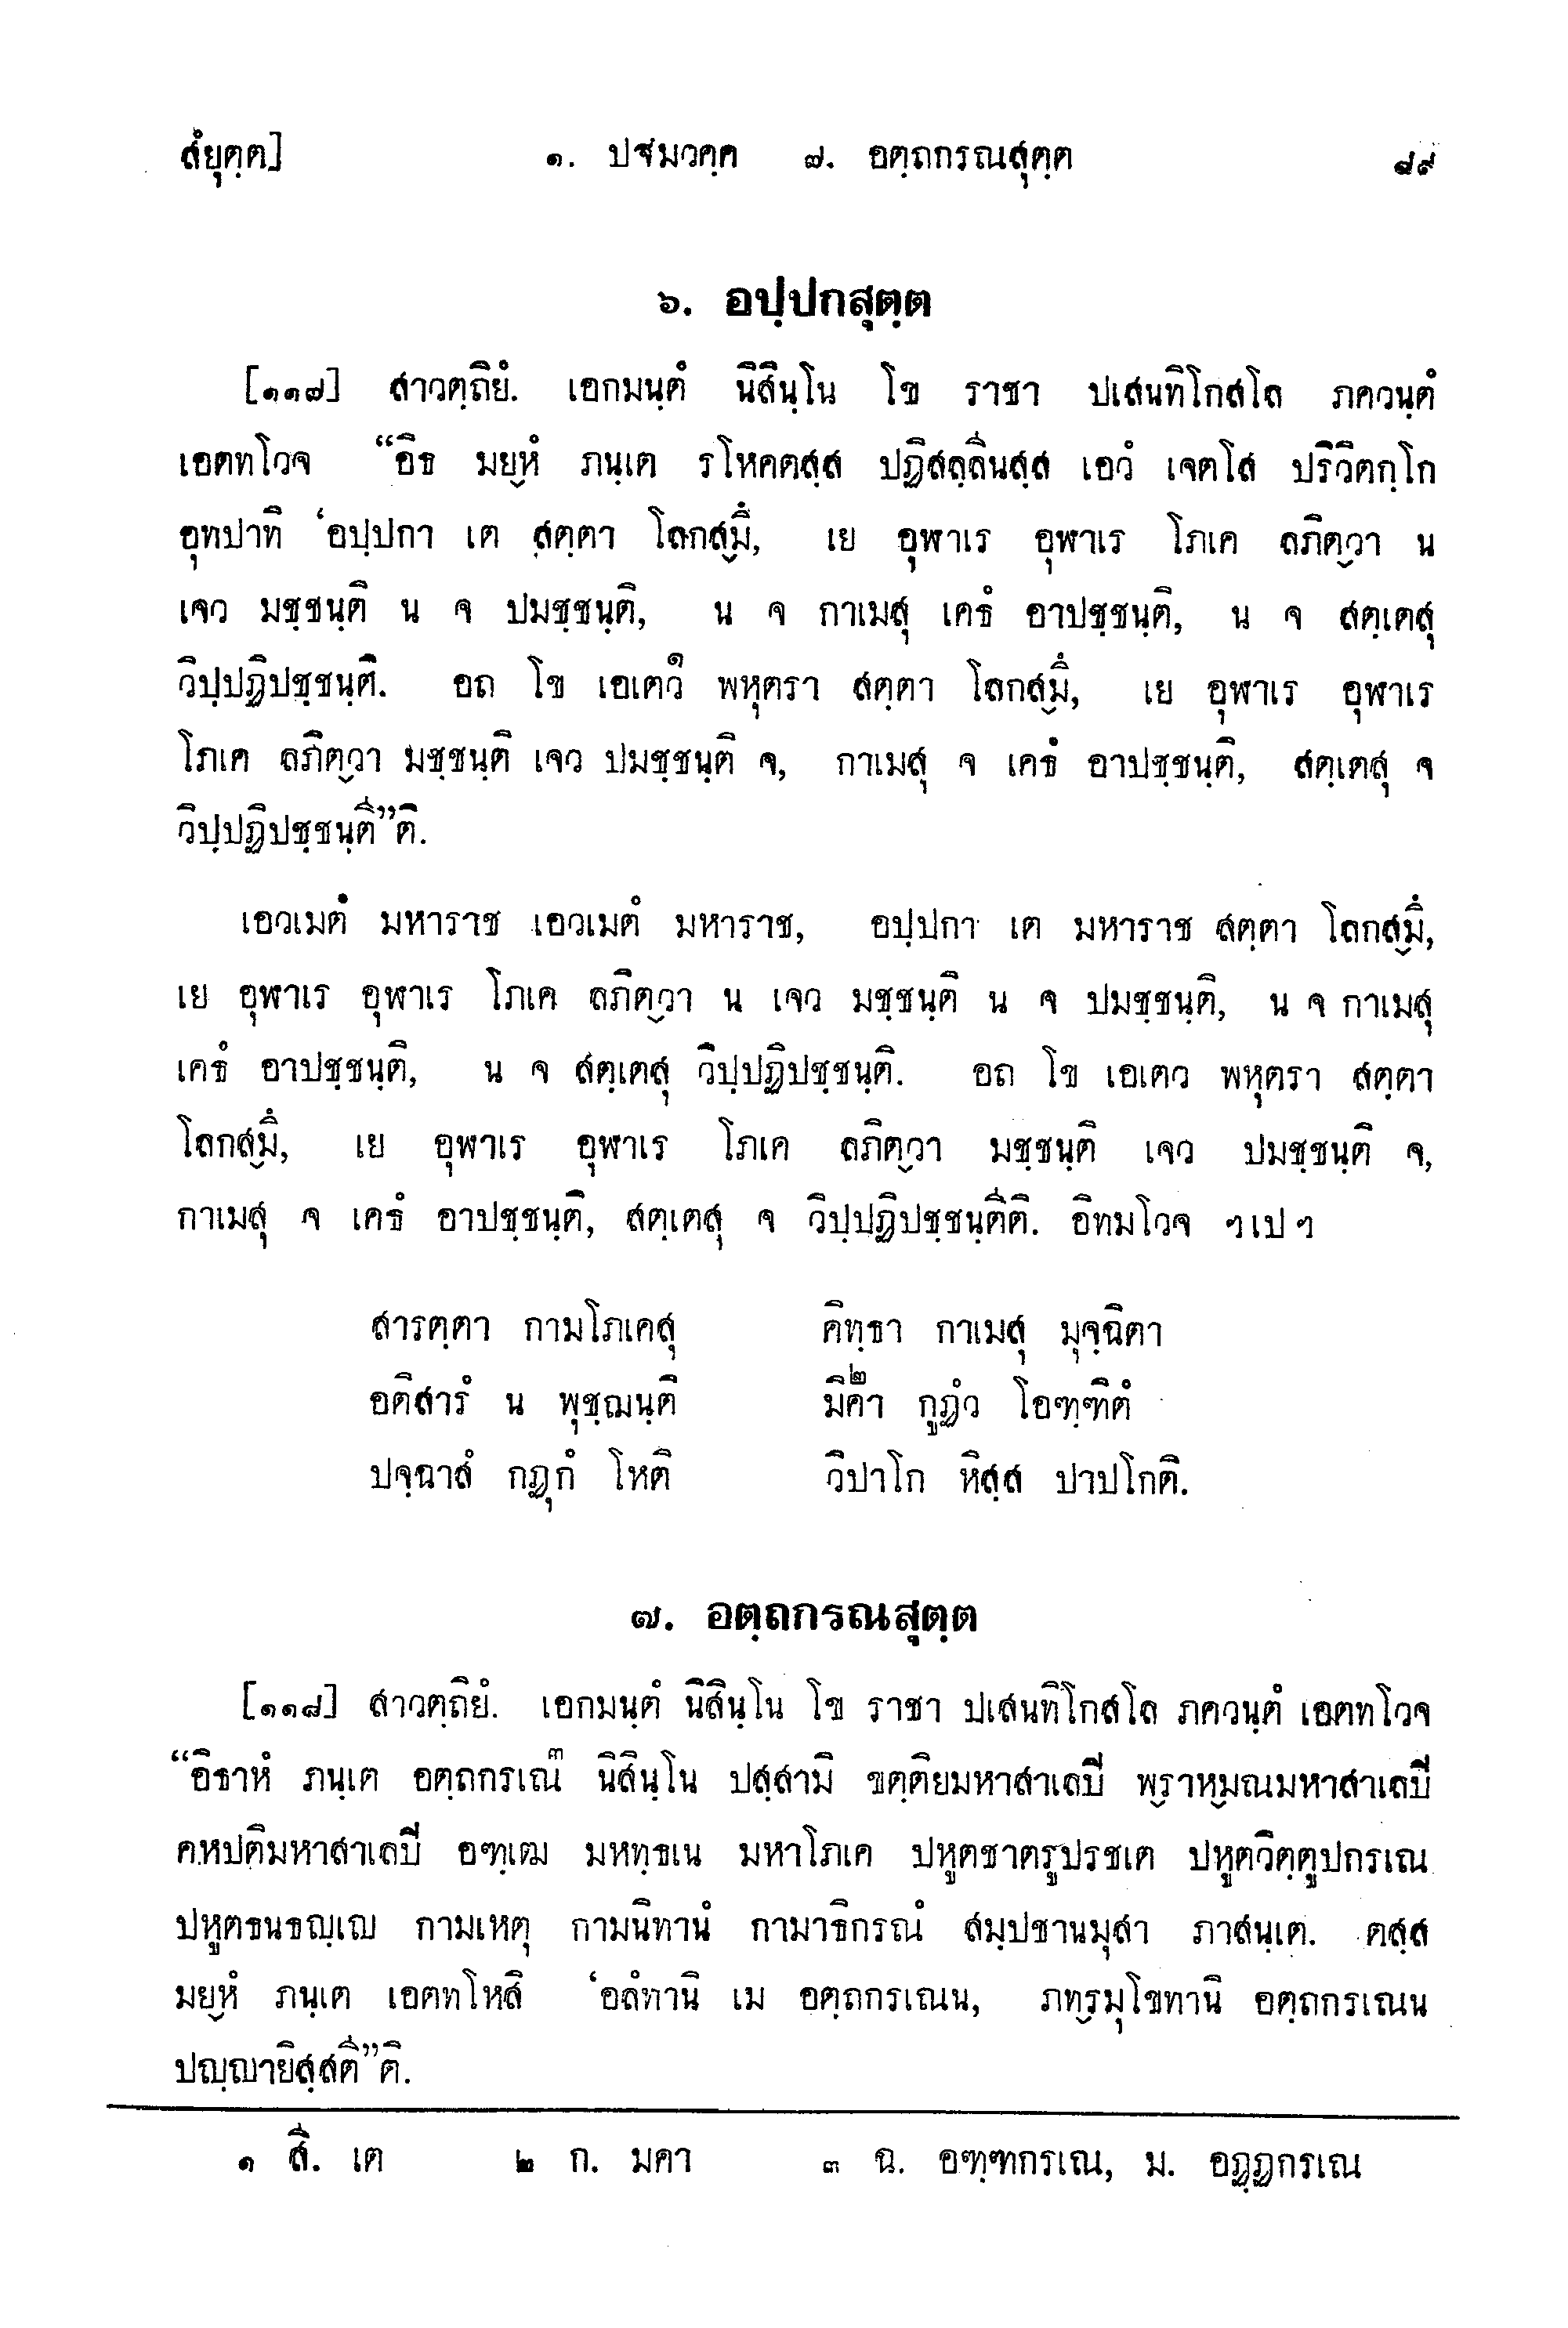 สํยุตฺต] ๑. ปฐมวคฺค ๗. อตฺถกรณสุตฺต ๘๙
๖. อปฺปกสุตฺต
[๑๑๗] สาวตฺถิยํ. เอกมนฺตํ นิสินฺโน โข ราชา ปเสนทิโกสโล ภควนฺตํ
เอตทโวจ “อิธ มยฺหํ ภนฺเต รโหคตสฺส ปฏิสลฺลีนสฺส เอวํ เจตโส ปริวิตกฺโก
อุทปาทิ ‘อปฺปกา เต สตฺตา โลกสฺมึ, เย อุฬาเร อุฬาเร โภเค ลภิตฺวา น
เจว มชฺชนฺติ น จ ปมชฺชนฺติ, น จ กาเมสุ เคธํ อาปชฺชนฺติ, น จ สตฺเตสุ
วิปฺปฏิปชฺชนฺติ. อถ โข เอเตว๑ พหุตรา สตฺตา โลกสฺมึ, เย อุฬาเร อุฬาเร
โภเค ลภิตฺวา มชฺชนฺติ เจว ปมชฺชนฺติ จ, กาเมสุ จ เคธํ อาปชฺชนฺติ, สตฺเตสุ จ
วิปฺปฏิปชฺชนฺตี”ติ.
เอวเมตํ มหาราช เอวเมตํ มหาราช, อปฺปกา เต มหาราช สตฺตา โลกสฺมึ,
เย อุฬาเร อุฬาเร โภเค ลภิตฺวา น เจว มชฺชนฺติ น จ ปมชฺชนฺติ, น จ กาเมสุ
เคธํ อาปชฺชนฺติ, น จ สตฺเตสุ วิปฺปฏิปชฺชนฺติ. อถ โข เอเตว พหุตรา สตฺตา
โลกสฺมึ, เย อุฬาเร อุฬาเร โภเค ลภิตฺวา มชฺชนฺติ เจว ปมชฺชนฺติ จ,
กาเมสุ จ เคธํ อาปชฺชนฺติ, สตฺเตสุ จ วิปฺปฏิปชฺชนฺตีติ. อิทมโวจ ฯเปฯ
สารตฺตา กามโภเคสุ คิทฺธา กาเมสุ มุจฺฉิตา
อติสารํ น พุชฺฌนฺติ มิคา๒ กูฏํว โอฑฺฑิตํ
ปจฺฉาสํ กฏุกํ โหติ วิปาโก หิสฺส ปาปโกติ.
๗. อตฺถกรณสุตฺต
[๑๑๘] สาวตฺถิยํ. เอกมนฺตํ นิสินฺโน โข ราชา ปเสนทิโกสโล ภควนฺตํ เอตทโวจ
“อิธาหํ ภนฺเต อตฺถกรเณ๓ นิสินฺโน ปสฺสามิ ขตฺติยมหาสาเลปี พฺราหฺมณมหาสาเลปี
คหปติมหาสาเลปี อฑฺเฒ มหทฺธเน มหาโภเค ปหูตชาตรูปรชเต ปหูตวิตฺตูปกรเณ
ปหูตธนธญฺเญ กามเหตุ กามนิทานํ กามาธิกรณํ สมฺปชานมุสา ภาสนฺเต. ตสฺส
มยฺหํ ภนฺเต เอตทโหสิ ‘อลํทานิ เม อตฺถกรเณน, ภทฺรมุโขทานิ อตฺถกรเณน
ปญฺญายิสฺสตี”ติ.
๑ สี. เต ๒ ก. มคา ๓ ฉ. อฑฺฑกรเณ, ม. อฏฺฏกรเณ